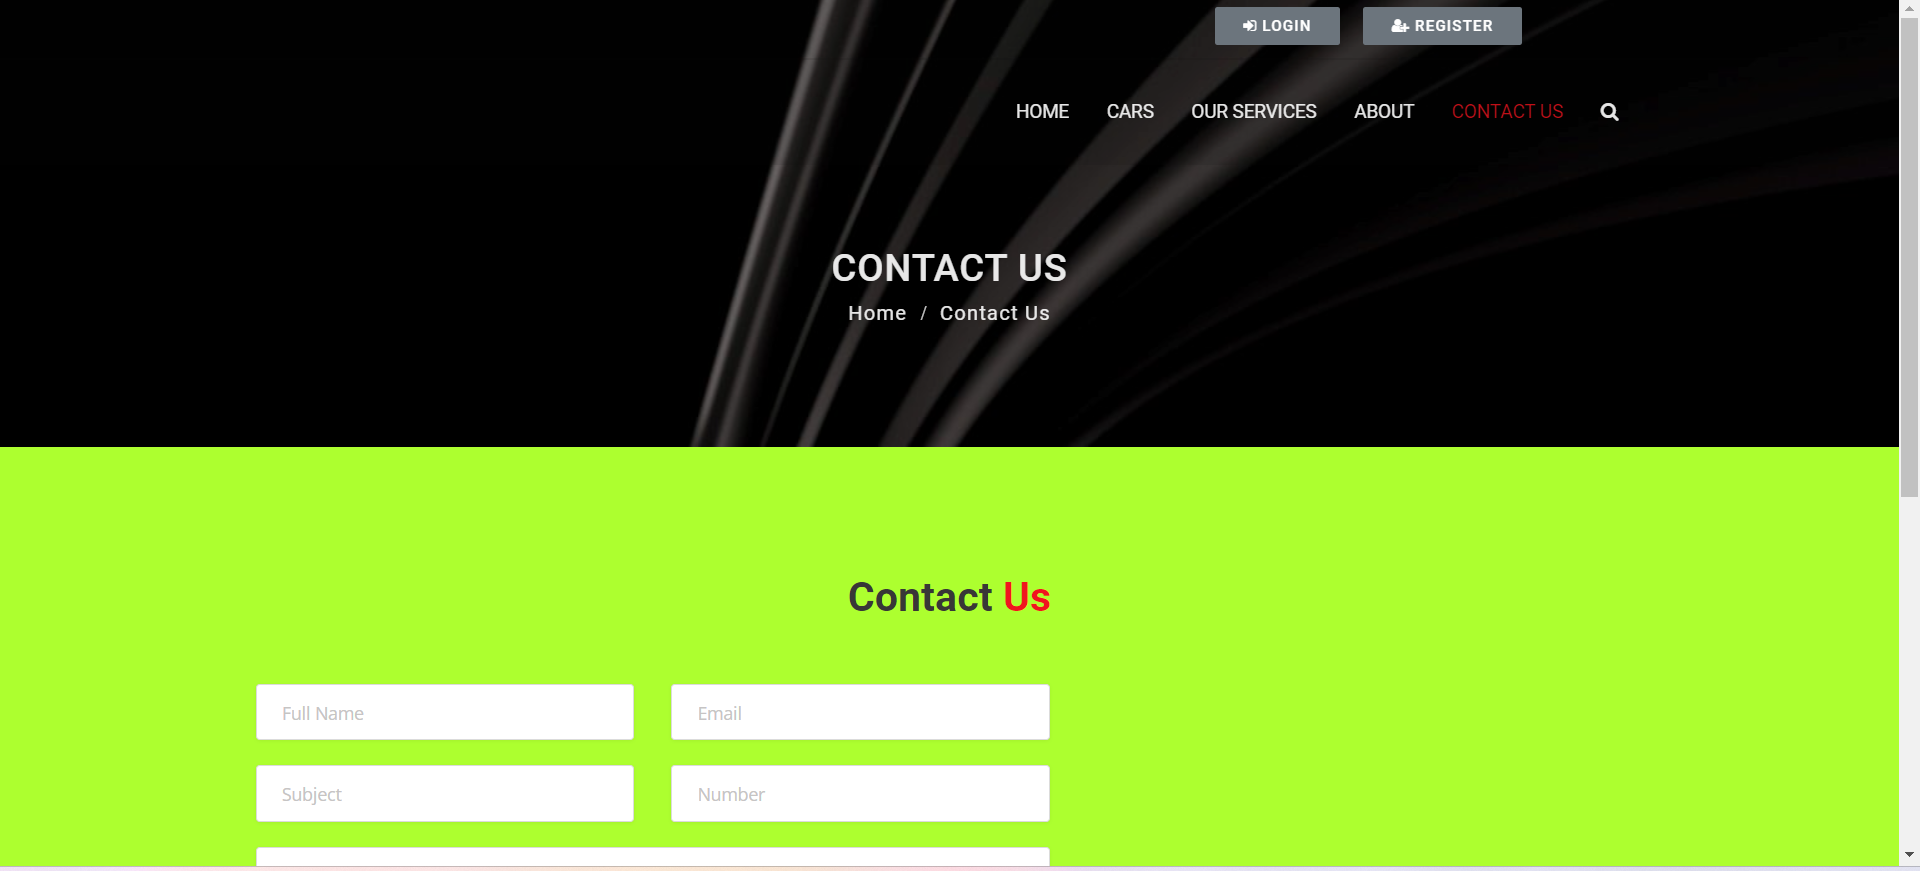 LOGIN REGISTER
HOME CARS OUR SERVICES ABOUT CONTACT US
CONTACT US
Home / Contact Us
Contact Us
Full Name Email
Subject Number